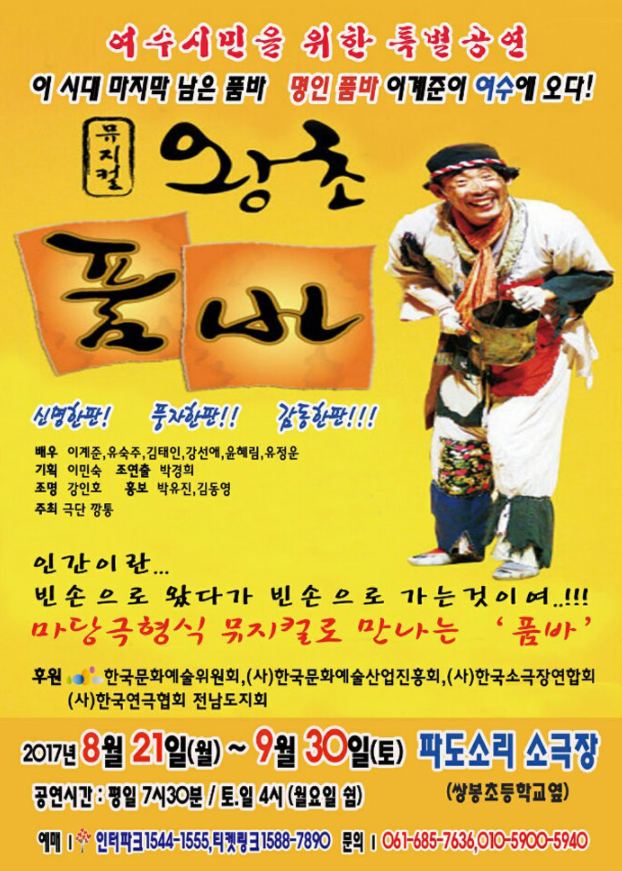 여수시민을 위한 특별공연
이 시대 마지막 남은 품바 명인 품바 이계준이 여수에 오다!
뮤지컬 왕초
품바
신명한판! 풍자한판!! 감동한판!!!
배우 이계준,유숙주,김태인,강선애,윤혜림,유정운
기획 이민숙 조연출 박경희
조명 강인호 홍보 박유진,김동영
주최 극단 깡통
인간이란...
빈손으로 왔다가 빈손으로 가는것이여..!!!
마당극형식 뮤지컬로 만나는 '품바'
후원 한국문화예술위원회,(사)한국문화예술산업진흥회,(사)한국소극장연합회
(사)한국연극협회 전남도지회
2017년 8월 21일(월) ~ 9월 30일(토) 파도소리 소극장
공연시간 : 평일 7시30분 / 토.일 4시 (월요일 쉼) (쌍봉초등학교옆)
예매 | 인터파크1544-1555,티켓링크1588-7890 문의 | 061-685-7636,010-5900-5940